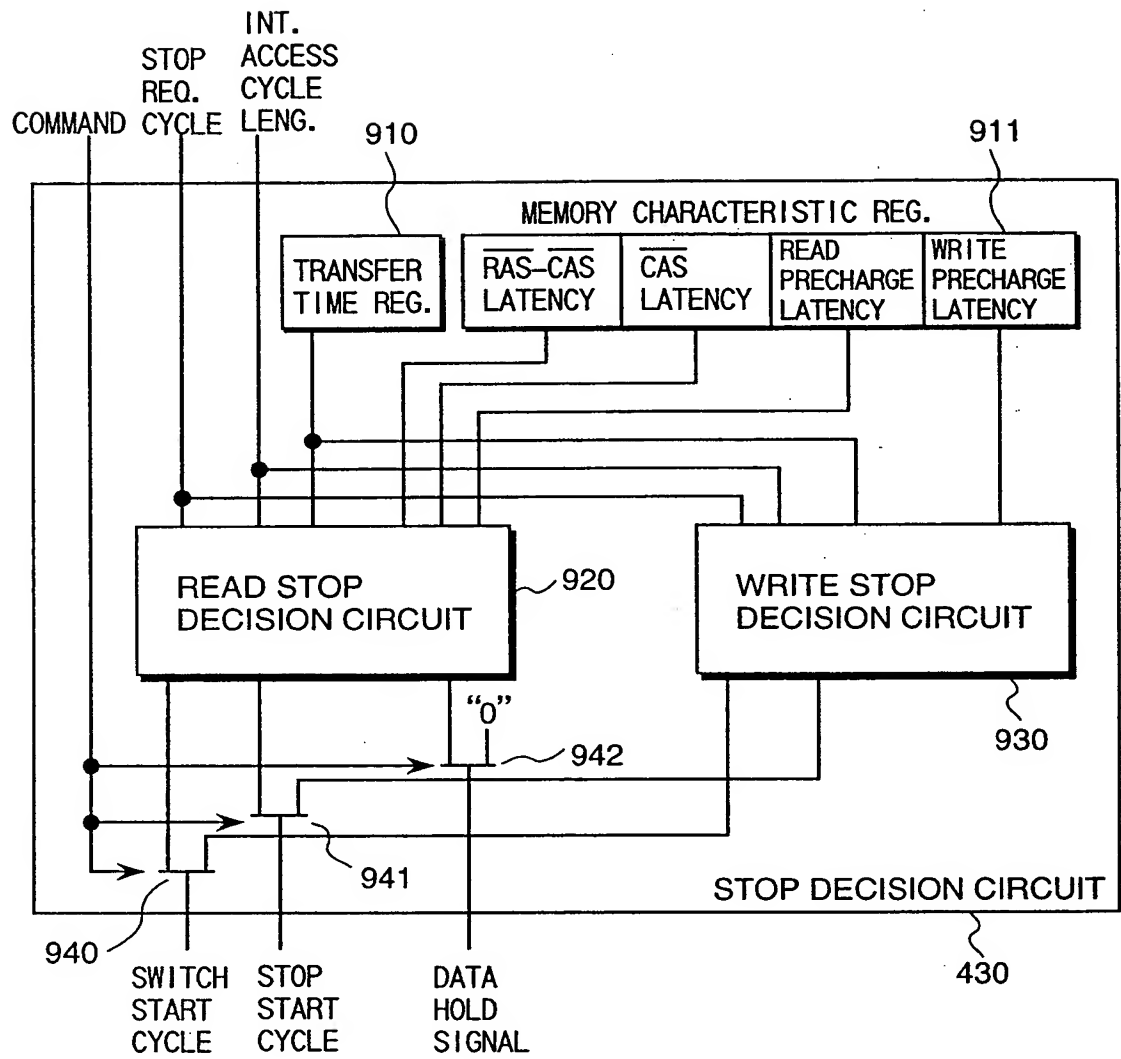 INT.
ACCESS
CYCLE
LENG.
STOP
REQ.
CYCLE
COMMAND
910
911
MEMORY CHARACTERISTIC REG.
TRANSFER
TIME REG.
RAS-CAS
LATENCY
CAS
LATENCY
READ
PRECHARGE
LATENCY
WRITE
PRECHARGE
LATENCY
READ STOP
DECISION CIRCUIT
920
WRITE STOP
DECISION CIRCUIT
930
"0"
942
941
940
STOP DECISION CIRCUIT
430
SWITCH
START
CYCLE
STOP
START
CYCLE
DATA
HOLD
SIGNAL